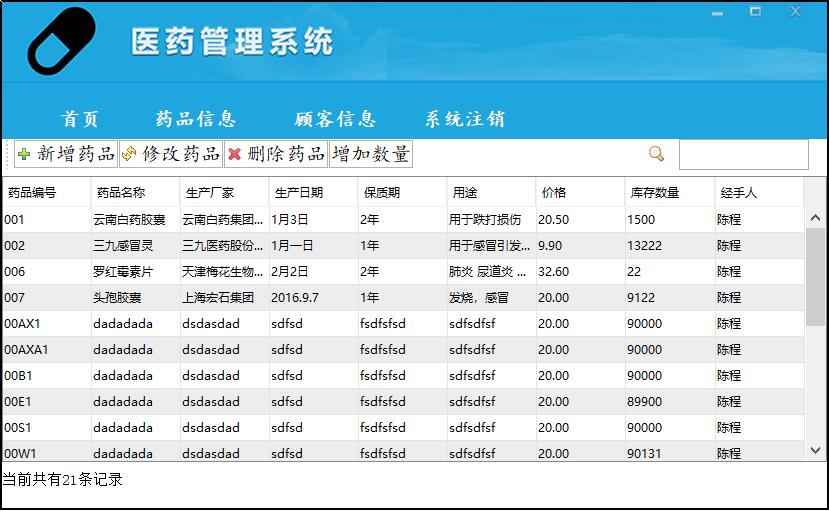 医药管理系统
首页 药品信息 顾客信息 系统注销
新增药品 修改药品 删除药品 增加数量
药品编号 药品名称 生产厂家 生产日期 保质期 用途 价格 库存数量 经手人
001 云南白药胶囊 云南白药集团... 1月3日 2年 用于跌打损伤 20.50 1500 陈程
002 三九感冒灵 三九医药股份... 1月一日 1年 用于感冒引发... 9.90 13222 陈程
006 罗红霉素片 天津梅花生物... 2月2日 2年 肺炎 尿道炎 ... 32.60 22 陈程
007 头孢胶囊 上海宏石集团 2016.9.7 1年 发烧，感冒 20.00 9122 陈程
00AX1 dadadada dsdasdad sdfsd fsdfsfsd sdfsdfsf 20.00 90000 陈程
00AXA1 dadadada dsdasdad sdfsd fsdfsfsd sdfsdfsf 20.00 90000 陈程
00B1 dadadada dsdasdad sdfsd fsdfsfsd sdfsdfsf 20.00 90000 陈程
00E1 dadadada dsdasdad sdfsd fsdfsfsd sdfsdfsf 20.00 89900 陈程
00S1 dadadada dsdasdad sdfsd fsdfsfsd sdfsdfsf 20.00 90000 陈程
00W1 dadadada dsdasdad sdfsd fsdfsfsd sdfsdfsf 20.00 90131 陈程
当前共有21条记录